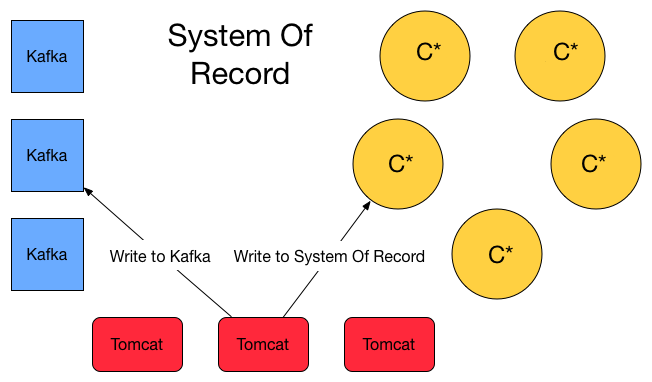 System Of
Record
Kafka
C*
C*
Kafka
C*
C*
Kafka
Write to Kafka
Write to System Of Record
C*
Tomcat
Tomcat
Tomcat